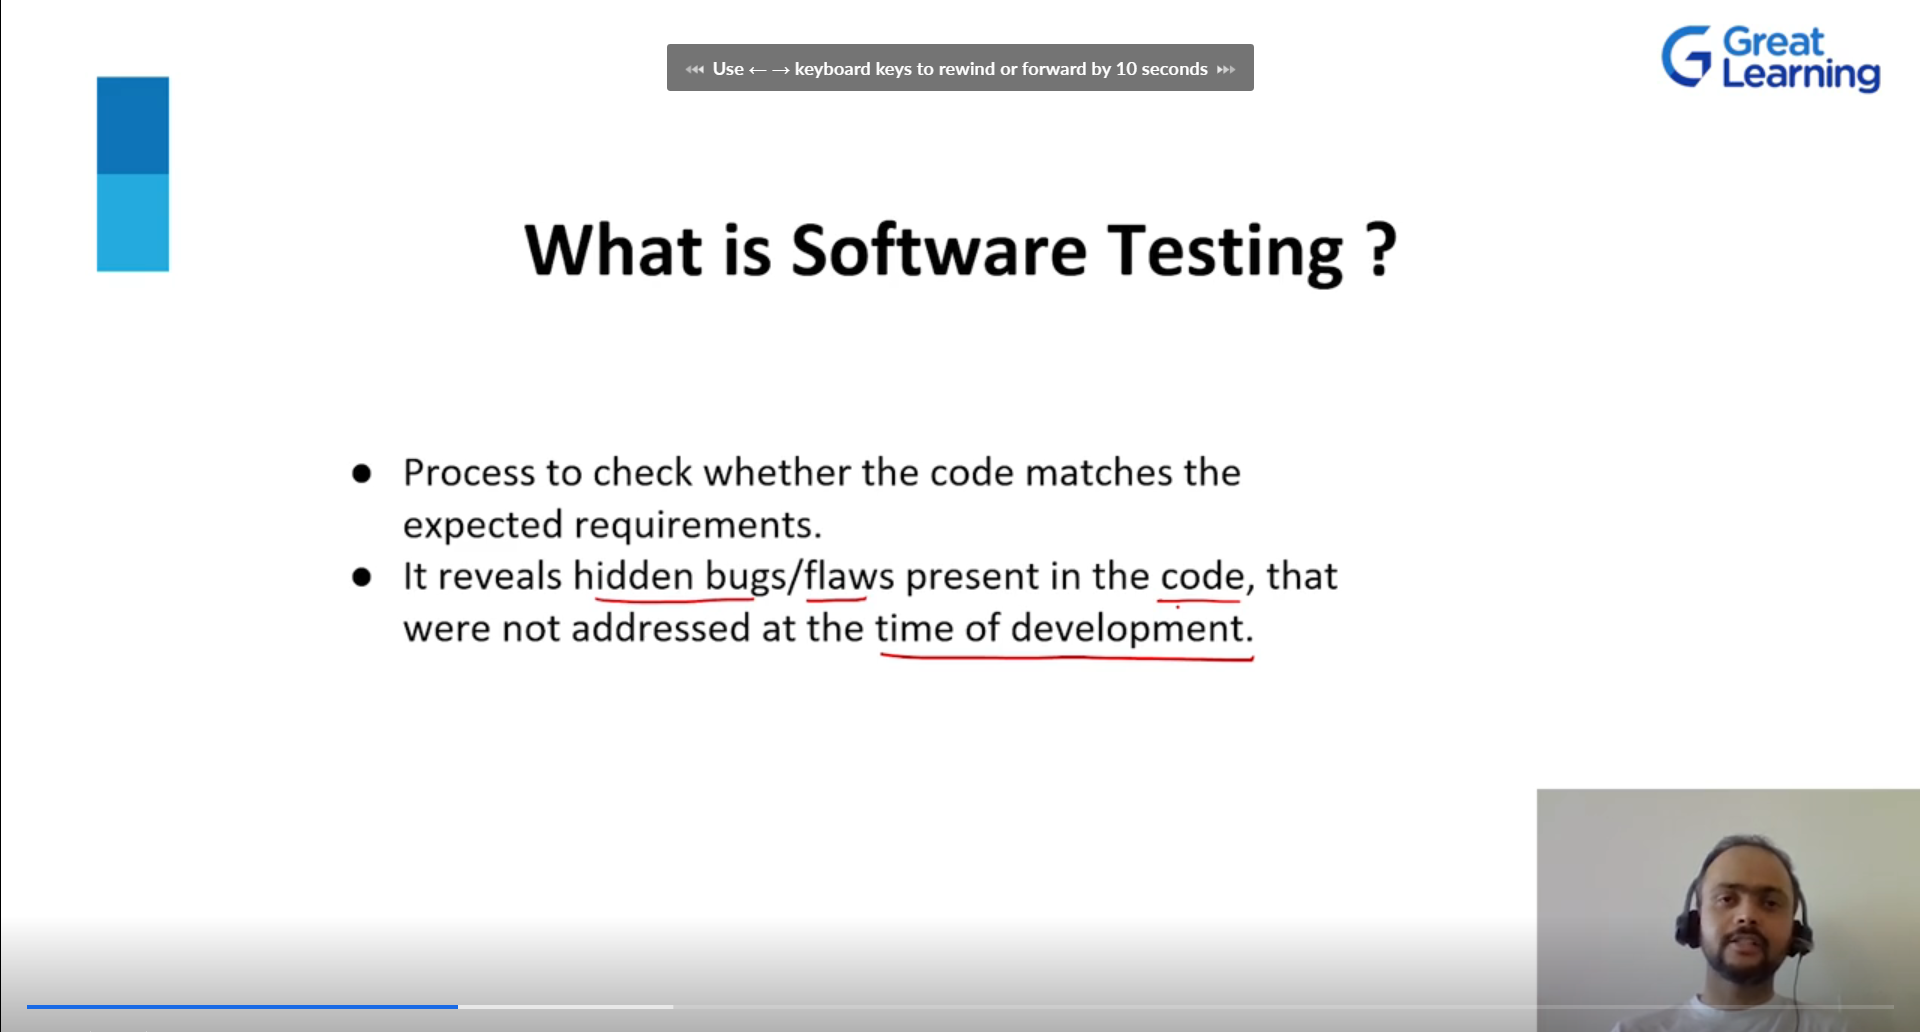 Great
Learning
Use ← → keyboard keys to rewind or forward by 10 seconds
What is Software Testing ?
● Process to check whether the code matches the
expected requirements.
● It reveals hidden bugs/flaws present in the code, that
were not addressed at the time of development.